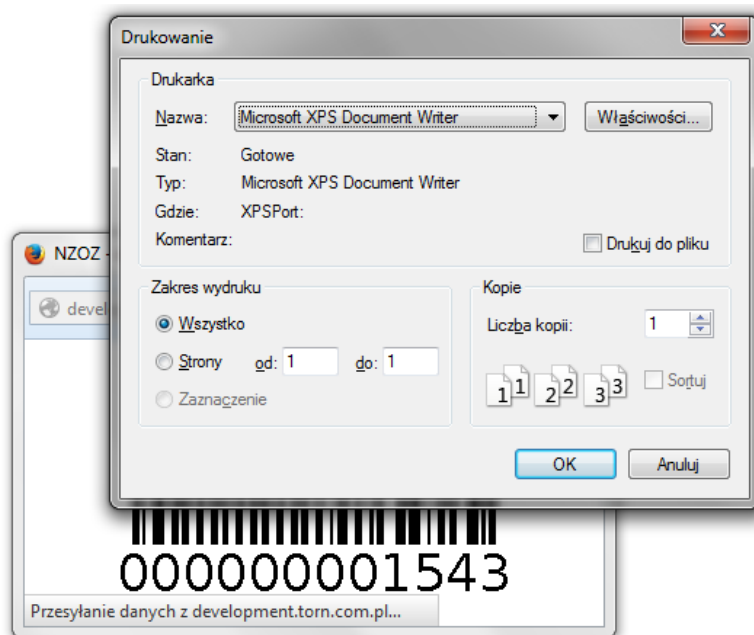 Drukowanie
Drukarka
Nazwa: Microsoft XPS Document Writer Właściwości...
Stan: Gotowe
Typ: Microsoft XPS Document Writer
Gdzie: XPSPort:
Komentarz: Drukuj do pliku
Zakres wydruku
Wszystko
Strony od: 1 do: 1
Zaznaczenie
Kopie
Liczba kopii: 1
1 1 2 2 3 3 Sortuj
OK Anuluj
NZOZ -
devel
000000001543
Przesyłanie danych z development.torn.com.pl...